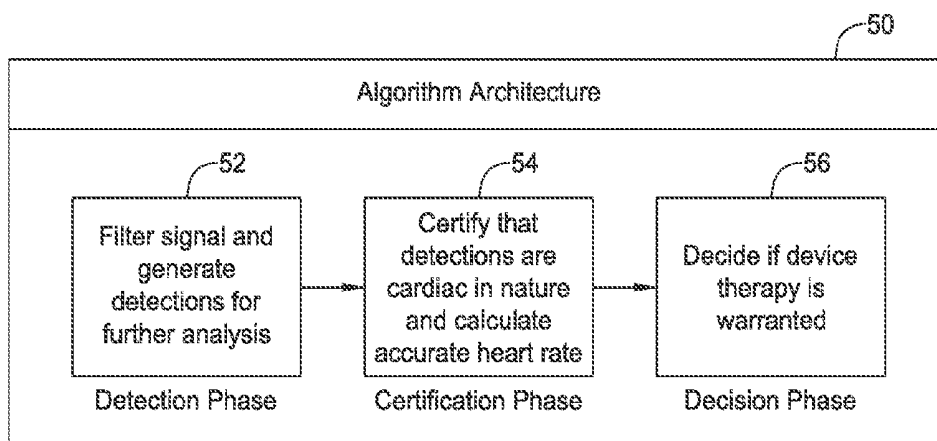 50
Algorithm Architecture
52
54
56
Filter signal and
generate
detections for
further analysis
Certify that
detections are
cardiac in nature
and calculate
accurate heart rate
Decide if device
therapy is
warranted
Detection Phase
Certification Phase
Decision Phase